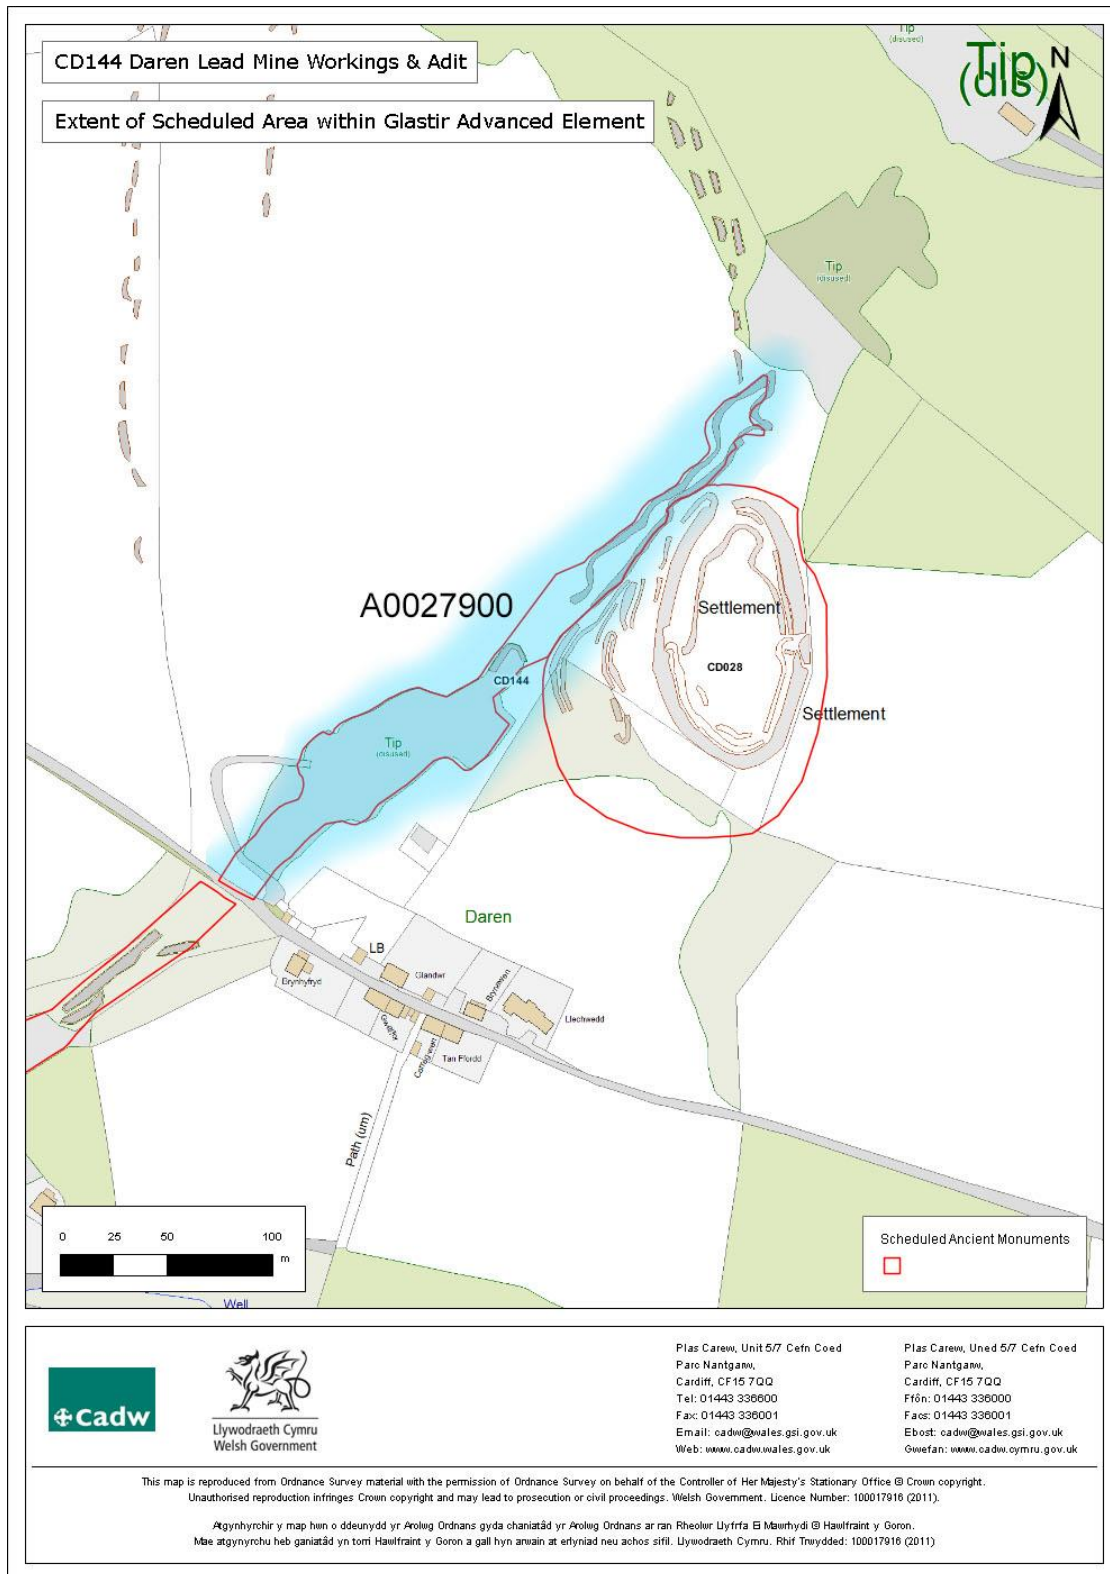 CD144 Daren Lead Mine Workings & Adit
Extent of Scheduled Area within Glastir Advanced Element
Tip
(disused)
Tip
(dis)
N
Tip
(disused)
A0027900
Settlement
CD028
CD144
Settlement
Tip
(disused)
Daren
LB
Glandwr
Brynhyfryd
Brynawen
Llechwedd
Tan Ffordd
Path (um)
0 25 50 100
m
Well
Scheduled Ancient Monuments
Cadw
Llywodraeth Cymru
Welsh Government
Plas Carew, Unit 5/7 Cefn Coed
Parc Nantgarw,
Cardiff, CF15 7QQ
Tel: 01443 336600
Fax: 01443 336001
Email: cadw@wales.gsi.gov.uk
Web: www.cadw.wales.gov.uk
Plas Carew, Uned 5/7 Cefn Coed
Parc Nantgarw,
Cardiff, CF15 7QQ
Ffôn: 01443 336000
Facs: 01443 336001
Ebost: cadw@wales.gsi.gov.uk
Gwefan: www.cadw.cymru.gov.uk
This map is reproduced from Ordnance Survey material with the permission of Ordnance Survey on behalf of the Controller of Her Majesty's Stationary Office © Crown copyright.
Unauthorised reproduction infringes Crown copyright and may lead to prosecution or civil proceedings. Welsh Government. Licence Number: 100017916 (2011).
Atgynhyrchir y map hwn o ddeunydd yr Arolwg Ordnans gyda chaniatâd yr Arolwg Ordnans ar ran Rheolwr Llyfrfa Ei Mawrhydi © Hawlfraint y Goron.
Mae atgynyrchu heb ganiatâd yn torri Hawlfraint y Goron a gall hyn arwain at erlyniad neu achos sifil. Llywodraeth Cymru. Rhif Trwydded: 100017916 (2011)